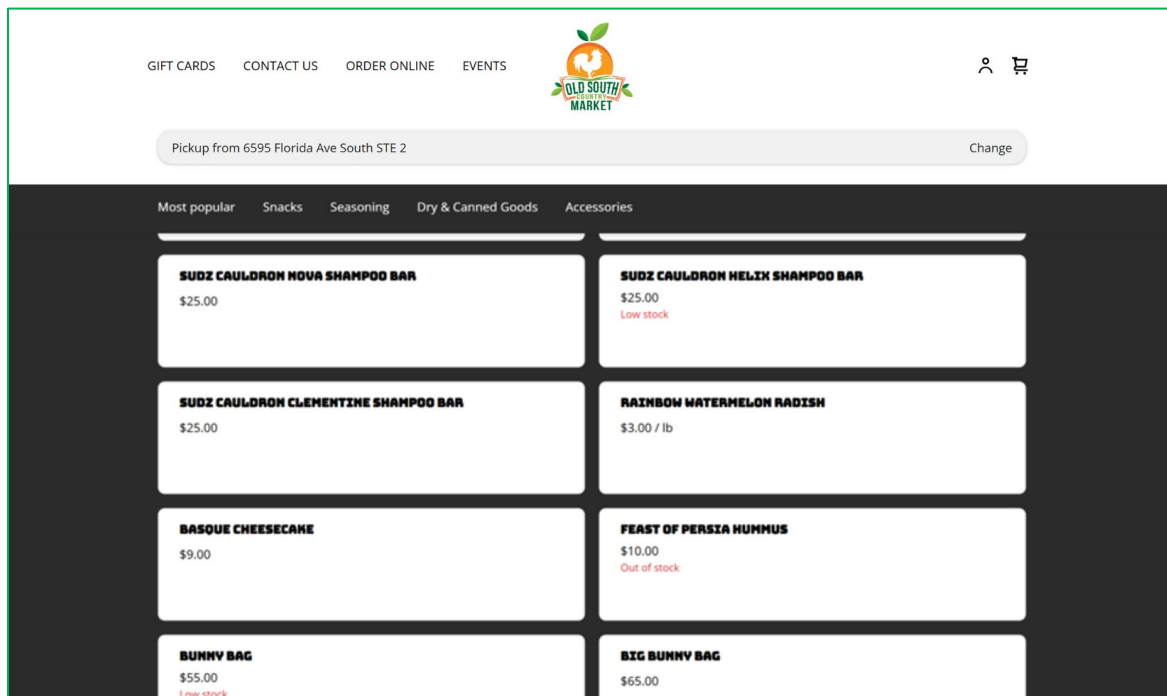 GIFT CARDS CONTACT US ORDER ONLINE EVENTS
OLD SOUTH
COUNTRY
MARKET
Pickup from 6595 Florida Ave South STE 2 Change
Most popular Snacks Seasoning Dry & Canned Goods Accessories
SUDZ CAULDRON NOVA SHAMPOO BAR
$25.00
SUDZ CAULDRON HELIX SHAMPOO BAR
$25.00
Low stock
SUDZ CAULDRON CLEMENTINE SHAMPOO BAR
$25.00
RAINBOW WATERMELON RADISH
$3.00 / lb
BASQUE CHEESECAKE
$9.00
FEAST OF PERSIA HUMMUS
$10.00
Out of stock
BUNNY BAG
$55.00
Low stock
BIG BUNNY BAG
$65.00